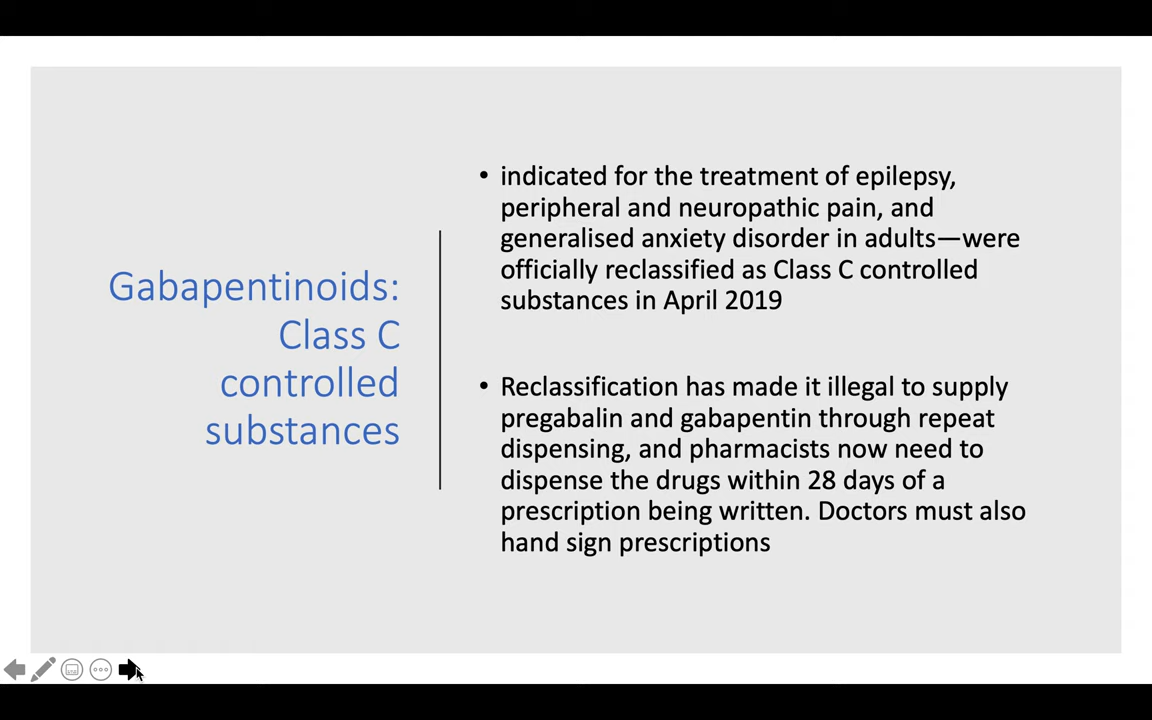 Gabapentinoids:
Class C
controlled
substances
• indicated for the treatment of epilepsy,
peripheral and neuropathic pain, and
generalised anxiety disorder in adults—were
officially reclassified as Class C controlled
substances in April 2019
• Reclassification has made it illegal to supply
pregabalin and gabapentin through repeat
dispensing, and pharmacists now need to
dispense the drugs within 28 days of a
prescription being written. Doctors must also
hand sign prescriptions